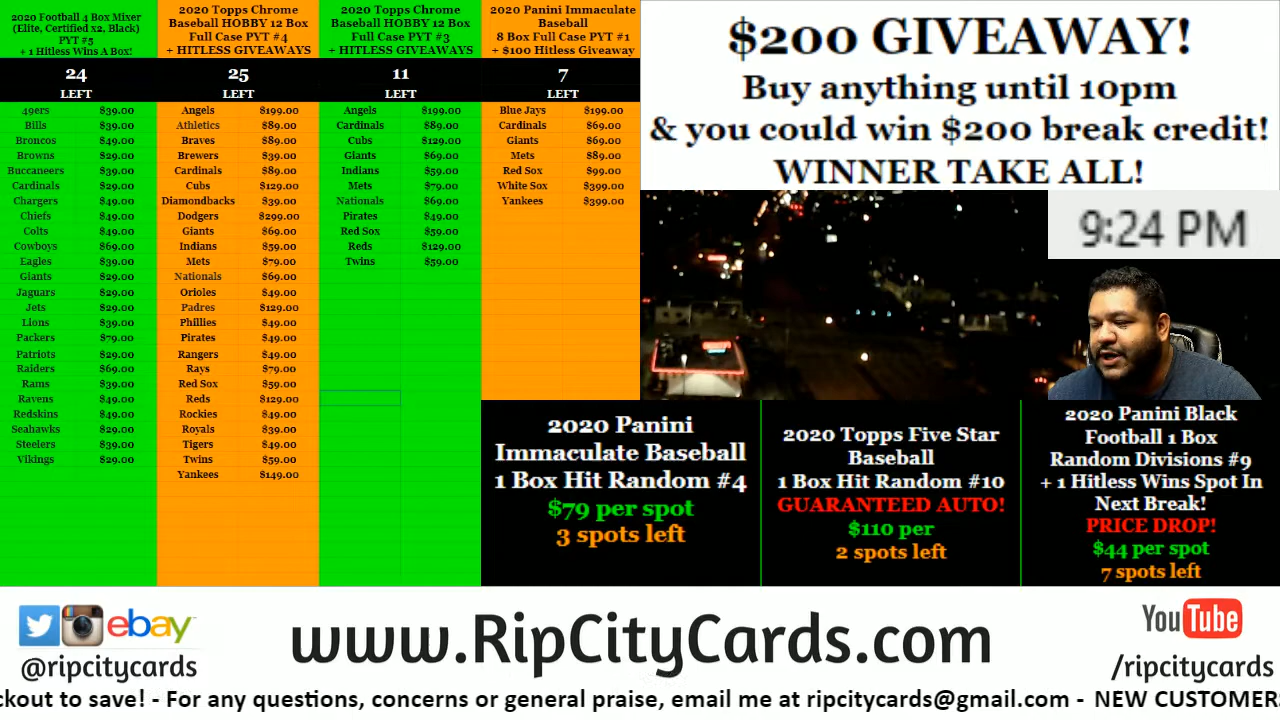 2020 Football 4 Box Mixer
(Elite, Certified x2, Black)
PYT #5
+ 1 Hitless Wins A Box!
24
LEFT
49ers $39.00
Bills $39.00
Broncos $49.00
Browns $29.00
Buccaneers $39.00
Cardinals $29.00
Chargers $49.00
Chiefs $49.00
Colts $49.00
Cowboys $69.00
Eagles $39.00
Giants $29.00
Jaguars $29.00
Jets $29.00
Lions $39.00
Packers $79.00
Patriots $29.00
Raiders $69.00
Rams $39.00
Ravens $49.00
Redskins $49.00
Seahawks $29.00
Steelers $39.00
Vikings $29.00
2020 Topps Chrome
Baseball HOBBY 12 Box
Full Case PYT #4
+ HITLESS GIVEAWAYS
25
LEFT
Angels $199.00
Athletics $89.00
Braves $89.00
Brewers $39.00
Cardinals $89.00
Cubs $129.00
Diamondbacks $39.00
Dodgers $299.00
Giants $69.00
Indians $59.00
Mets $79.00
Nationals $69.00
Orioles $49.00
Padres $129.00
Phillies $49.00
Pirates $49.00
Rangers $49.00
Rays $79.00
Red Sox $59.00
Reds $129.00
Rockies $49.00
Royals $39.00
Tigers $49.00
Twins $59.00
Yankees $149.00
2020 Topps Chrome
Baseball HOBBY 12 Box
Full Case PYT #3
+ HITLESS GIVEAWAYS
11
LEFT
Angels $199.00
Cardinals $89.00
Cubs $129.00
Giants $69.00
Indians $59.00
Mets $79.00
Nationals $69.00
Pirates $49.00
Red Sox $59.00
Reds $129.00
Twins $59.00
2020 Panini Immaculate
Baseball
8 Box Full Case PYT #1
+ $100 Hitless Giveaway
7
LEFT
Blue Jays $199.00
Cardinals $69.00
Giants $69.00
Mets $89.00
Red Sox $99.00
White Sox $399.00
Yankees $399.00
$200 GIVEAWAY!
Buy anything until 10pm
& you could win $200 break credit!
WINNER TAKE ALL!
9:24 PM
2020 Panini
Immaculate Baseball
1 Box Hit Random #4
$79 per spot
3 spots left
2020 Topps Five Star
Baseball
1 Box Hit Random #10
GUARANTEED AUTO!
$110 per
2 spots left
2020 Panini Black
Football 1 Box
Random Divisions #9
+ 1 Hitless Wins Spot In
Next Break!
PRICE DROP!
$44 per spot
7 spots left
ebay
@ripcitycards
www.RipCityCards.com
YouTube
/ripcitycards
ckout to save! - For any questions, concerns or general praise, email me at ripcitycards@gmail.com - NEW CUSTOMER